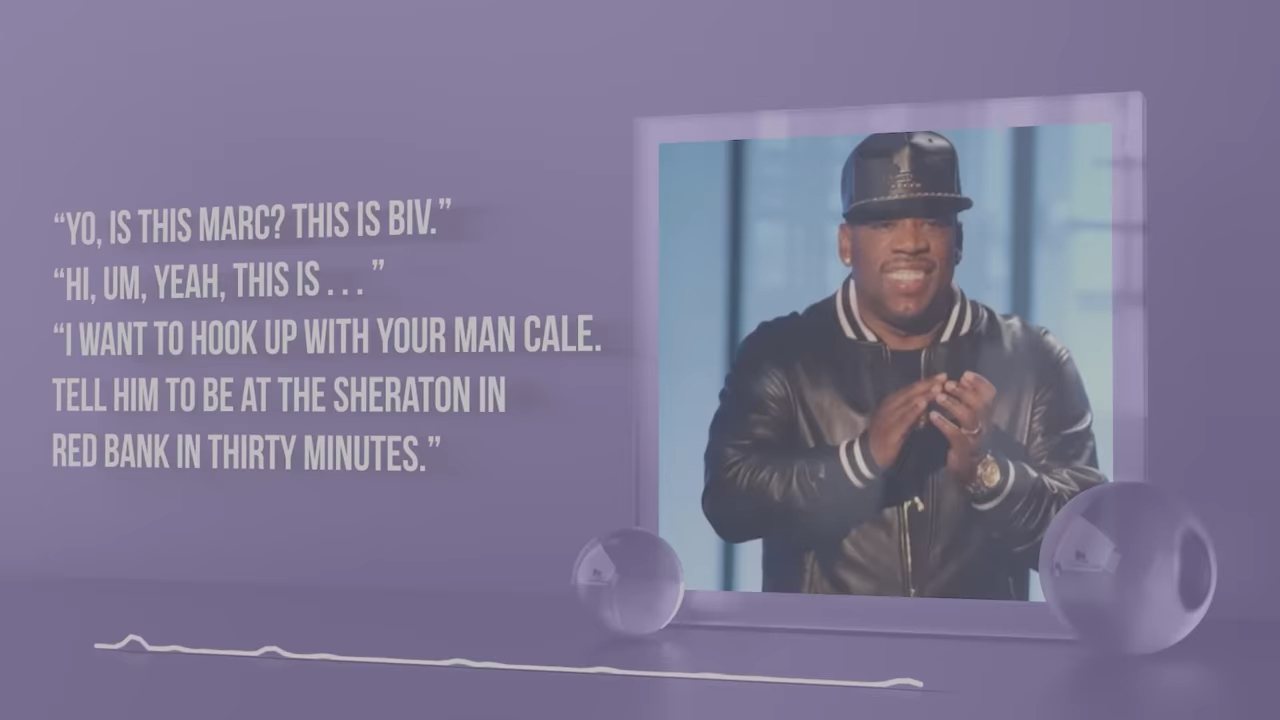 “YO, IS THIS MARC? THIS IS BIV.”
“HI, UM, YEAH, THIS IS . . . ”
“I WANT TO HOOK UP WITH YOUR MAN CALE.
TELL HIM TO BE AT THE SHERATON IN
RED BANK IN THIRTY MINUTES.”